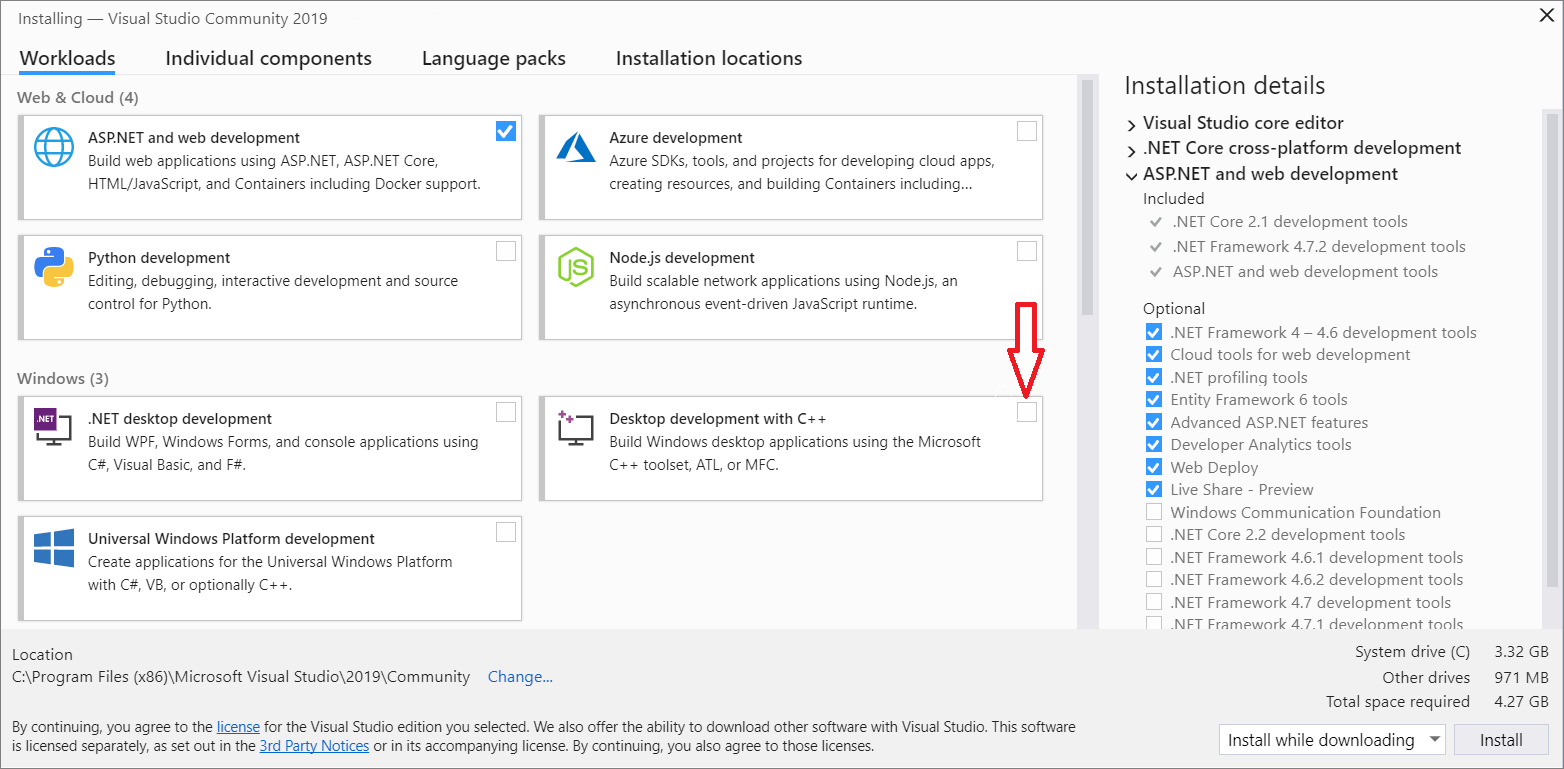 Installing — Visual Studio Community 2019
Workloads
Individual components
Language packs
Installation locations
Web & Cloud (4)
ASP.NET and web development
Build web applications using ASP.NET, ASP.NET Core,
HTML/JavaScript, and Containers including Docker support.
Azure development
Azure SDKs, tools, and projects for developing cloud apps,
creating resources, and building Containers including...
Python development
Editing, debugging, interactive development and source
control for Python.
JS
Node.js development
Build scalable network applications using Node.js, an
asynchronous event-driven JavaScript runtime.
Windows (3)
.NET
.NET desktop development
Build WPF, Windows Forms, and console applications using
C#, Visual Basic, and F#.
Desktop development with C++
Build Windows desktop applications using the Microsoft
C++ toolset, ATL, or MFC.
Universal Windows Platform development
Create applications for the Universal Windows Platform
with C#, VB, or optionally C++.
Installation details
Visual Studio core editor
.NET Core cross-platform development
ASP.NET and web development
Included
.NET Core 2.1 development tools
.NET Framework 4.7.2 development tools
ASP.NET and web development tools
Optional
.NET Framework 4 – 4.6 development tools
Cloud tools for web development
.NET profiling tools
Entity Framework 6 tools
Advanced ASP.NET features
Developer Analytics tools
Web Deploy
Live Share - Preview
Windows Communication Foundation
.NET Core 2.2 development tools
.NET Framework 4.6.1 development tools
.NET Framework 4.6.2 development tools
.NET Framework 4.7 development tools
.NET Framework 4.7.1 development tools
Location
C:\Program Files (x86)\Microsoft Visual Studio\2019\Community Change...
System drive (C) 3.32 GB
Other drives 971 MB
Total space required 4.27 GB
By continuing, you agree to the license for the Visual Studio edition you selected. We also offer the ability to download other software with Visual Studio. This software
is licensed separately, as set out in the 3rd Party Notices or in its accompanying license. By continuing, you also agree to those licenses.
Install while downloading
Install